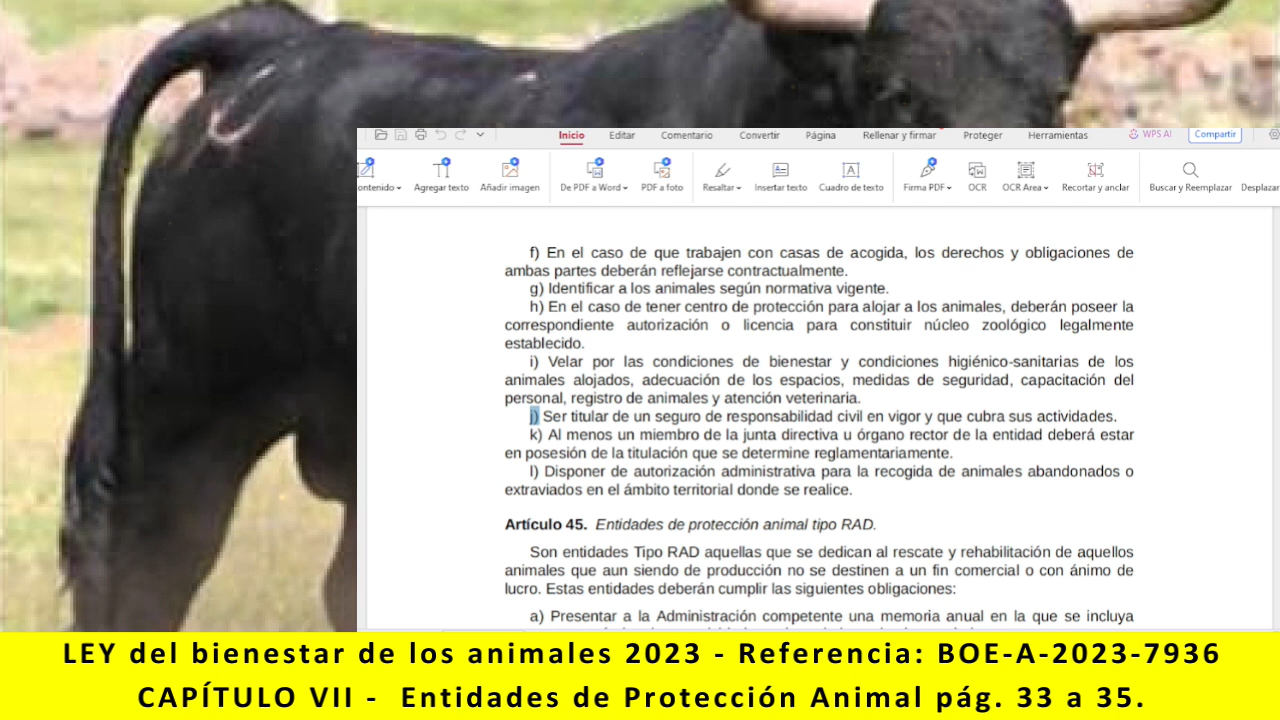 Inicio Editar Comentario Convertir Página Rellenar y firmar Proteger Herramientas WPS AI Compartir
ontenido Agregar texto Añadir imagen De PDF a Word PDF a foto Resaltar Insertar texto Cuadro de texto Firma PDF OCR OCR Area Recortar y anclar Buscar y Reemplazar Desplazar
f) En el caso de que trabajen con casas de acogida, los derechos y obligaciones de
ambas partes deberán reflejarse contractualmente.
g) Identificar a los animales según normativa vigente.
h) En el caso de tener centro de protección para alojar a los animales, deberán poseer la
correspondiente autorización o licencia para constituir núcleo zoológico legalmente
establecido.
i) Velar por las condiciones de bienestar y condiciones higiénico-sanitarias de los
animales alojados, adecuación de los espacios, medidas de seguridad, capacitación del
personal, registro de animales y atención veterinaria.
j) Ser titular de un seguro de responsabilidad civil en vigor y que cubra sus actividades.
k) Al menos un miembro de la junta directiva u órgano rector de la entidad deberá estar
en posesión de la titulación que se determine reglamentariamente.
l) Disponer de autorización administrativa para la recogida de animales abandonados o
extraviados en el ámbito territorial donde se realice.
Artículo 45. Entidades de protección animal tipo RAD.
Son entidades Tipo RAD aquellas que se dedican al rescate y rehabilitación de aquellos
animales que aun siendo de producción no se destinen a un fin comercial o con ánimo de
lucro. Estas entidades deberán cumplir las siguientes obligaciones:
a) Presentar a la Administración competente una memoria anual en la que se incluya
LEY del bienestar de los animales 2023 - Referencia: BOE-A-2023-7936
CAPÍTULO VII - Entidades de Protección Animal pág. 33 a 35.